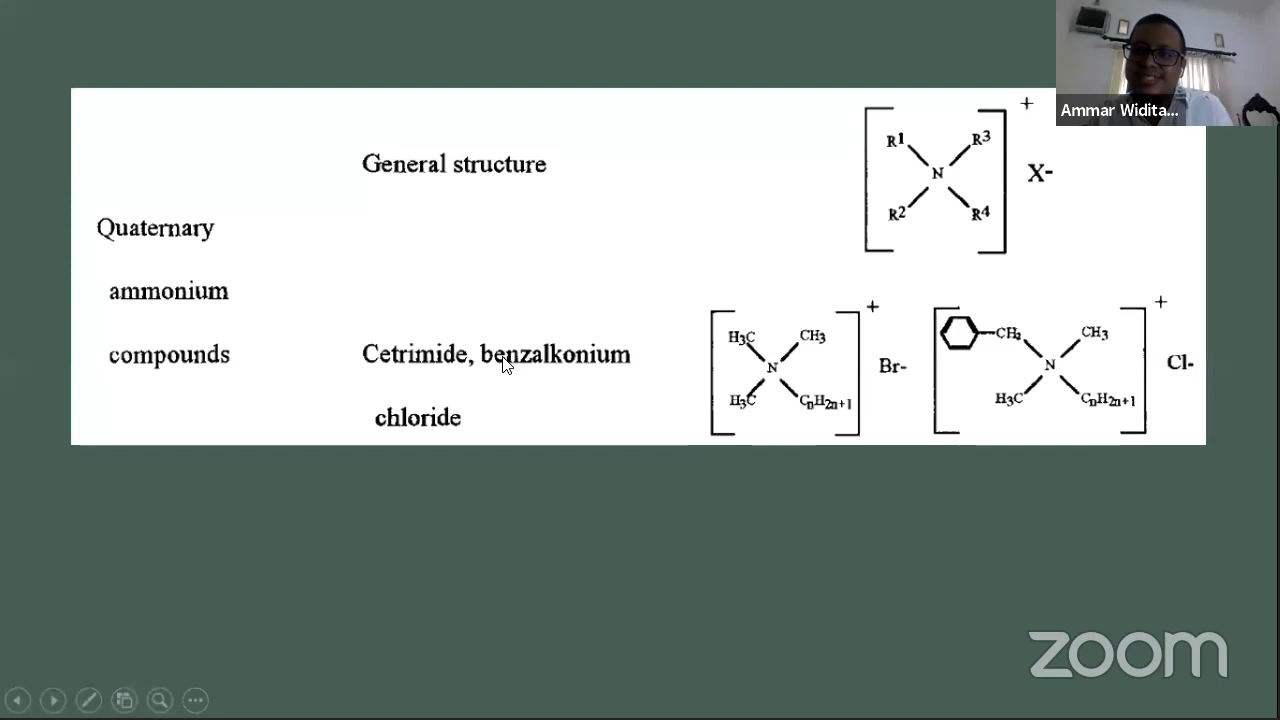 Ammar Widita...
General structure
Quaternary
ammonium
compounds
Cetrimide, benzalkonium
chloride
R1 R3
N
R2 R4
+
X-
H3C CH3
N
H3C CnH2n+1
+
Br-
CH2 CH3
N
H3C CnH2n+1
+
Cl-
zoom